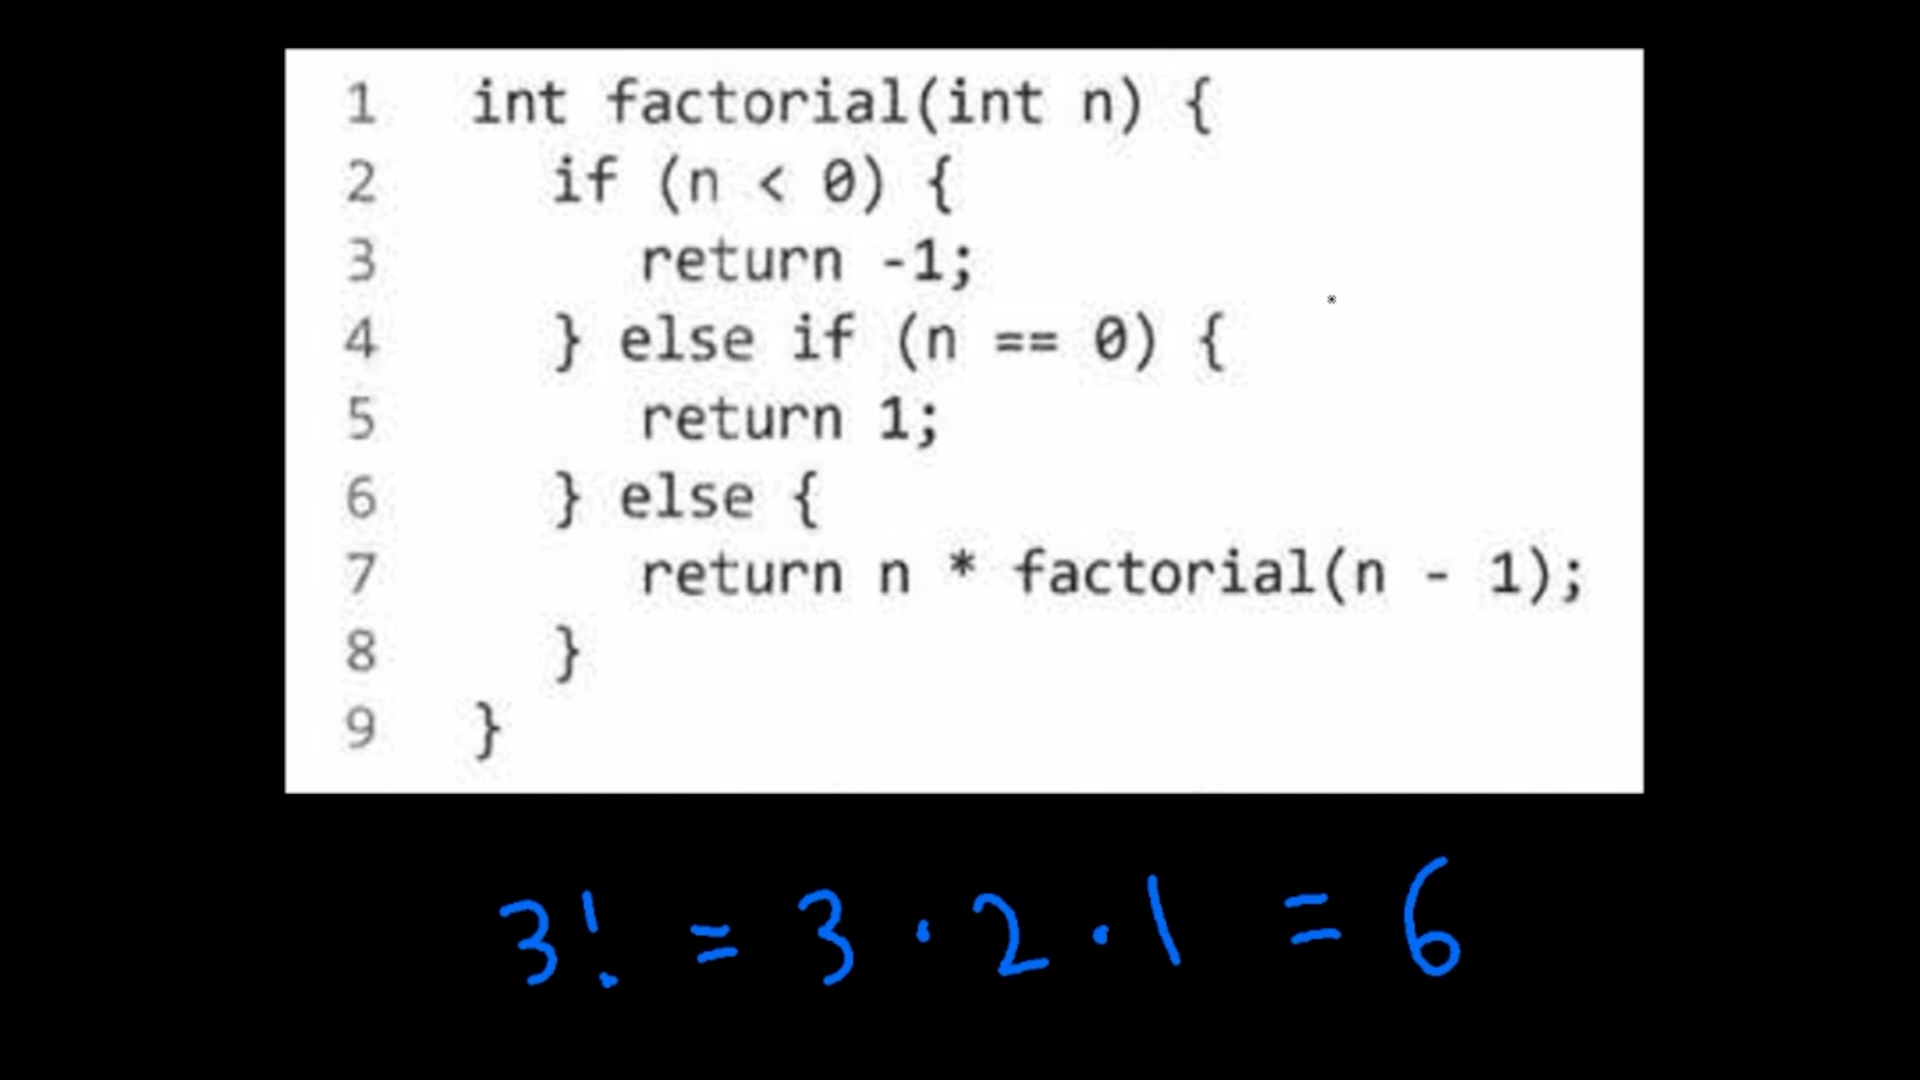 1 int factorial(int n) {
2 if (n < 0) {
3 return -1;
4 } else if (n == 0) {
5 return 1;
6 } else {
7 return n * factorial(n - 1);
8 }
9 }
3! = 3 · 2 · 1 = 6